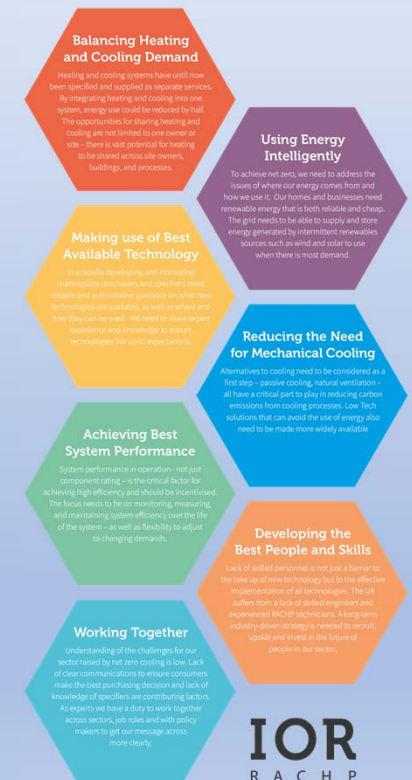 Balancing Heating
and Cooling Demand
Heating and cooling systems have until now
been specified and supplied as separate services.
By integrating heating and cooling into one
system, energy use could be reduced by half.
The opportunities for sharing heating and
cooling are not limited to one owner or
site – there is vast potential for heating
to be shared across site owners,
buildings, and processes.
Using Energy
Intelligently
To achieve net zero, we need to address the
issues of where our energy comes from and
how we use it. Our homes and businesses need
renewable energy that is both reliable and cheap.
The grid needs to be able to supply and store
energy generated by intermittent renewables
sources such as wind and solar to use
when there is most demand.
Making use of Best
Available Technology
In a rapidly developing and innovating
marketplace purchasers and specifiers need
reliable and authoritative guidance on what new
technologies are available, as well as where and
how they can be used. We need to share expert
experience and knowledge to ensure
technologies live up to expectations.
Reducing the Need
for Mechanical Cooling
Alternatives to cooling need to be considered as a
first step – passive cooling, natural ventilation –
all have a critical part to play in reducing carbon
emissions from cooling processes. Low Tech
solutions that can avoid the use of energy also
need to be made more widely available
Achieving Best
System Performance
System performance in operation– not just
component rating – is the critical factor for
achieving high efficiency and should be incentivised.
The focus needs to be on monitoring, measuring,
and maintaining system efficiency over the life
of the system – as well as flexibility to adjust
to changing demands.
Developing the
Best People and Skills
Lack of skilled personnel is not just a barrier to
the take up of new technology but to the effective
implementation of all technologies. The UK
suffers from a lack of skilled engineers and
experienced RACHP technicians. A long-term
industry-driven strategy is needed to recruit,
upskill and invest in the future of
people in our sector.
Working Together
Understanding of the challenges for our
sector raised by net zero cooling is low. Lack
of clear communications to ensure consumers
make the best purchasing decision and lack of
knowledge of specifiers are contributing factors.
As experts we have a duty to work together
across sectors, job roles and with policy
makers to get our message across
more clearly.
IOR
RACHP